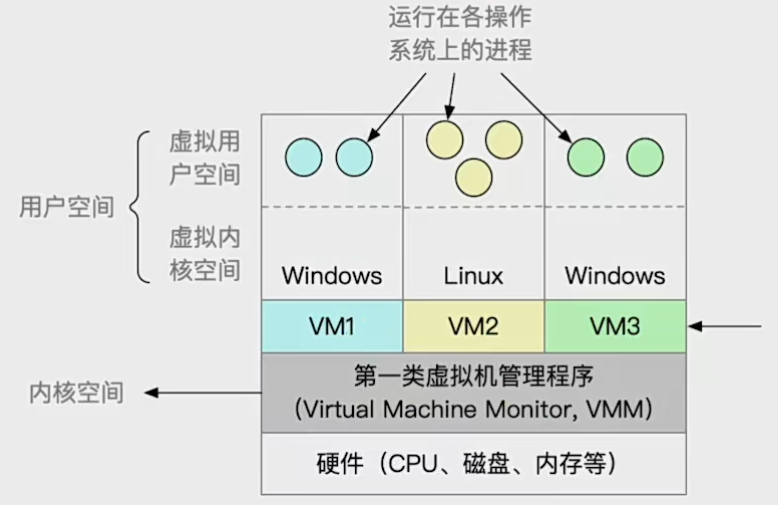 运行在各操作
系统上的进程
虚拟用
户空间
用户空间
虚拟内
核空间
Windows
Linux
Windows
VM1
VM2
VM3
第一类虚拟机管理程序
（Virtual Machine Monitor, VMM）
内核空间
硬件（CPU、磁盘、内存等）